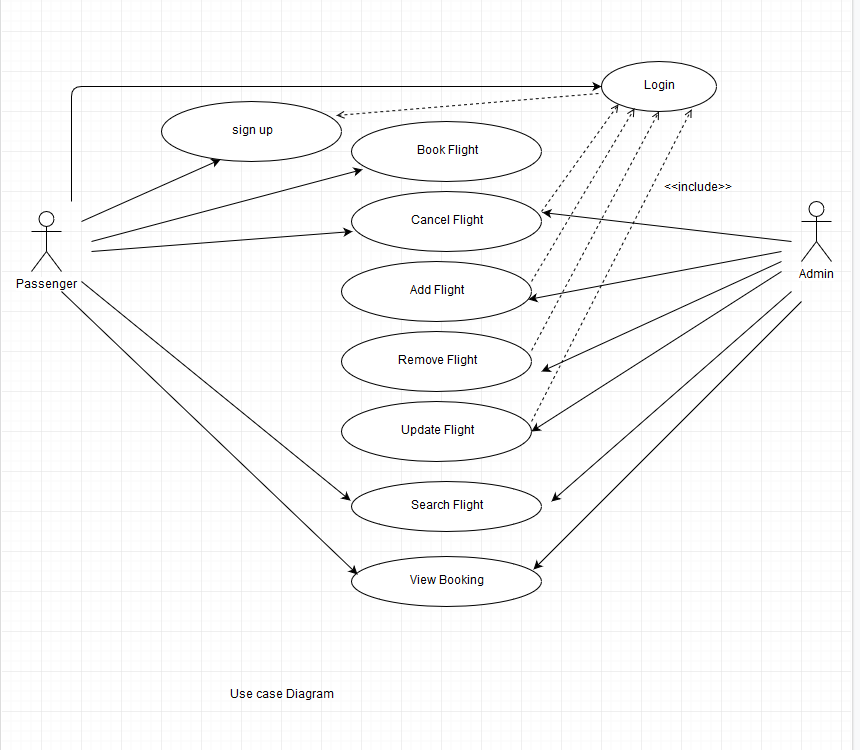 Login
sign up
Book Flight
<<include>>
Cancel Flight
Admin
Passenger
Add Flight
Remove Flight
Update Flight
Search Flight
View Booking
Use case Diagram